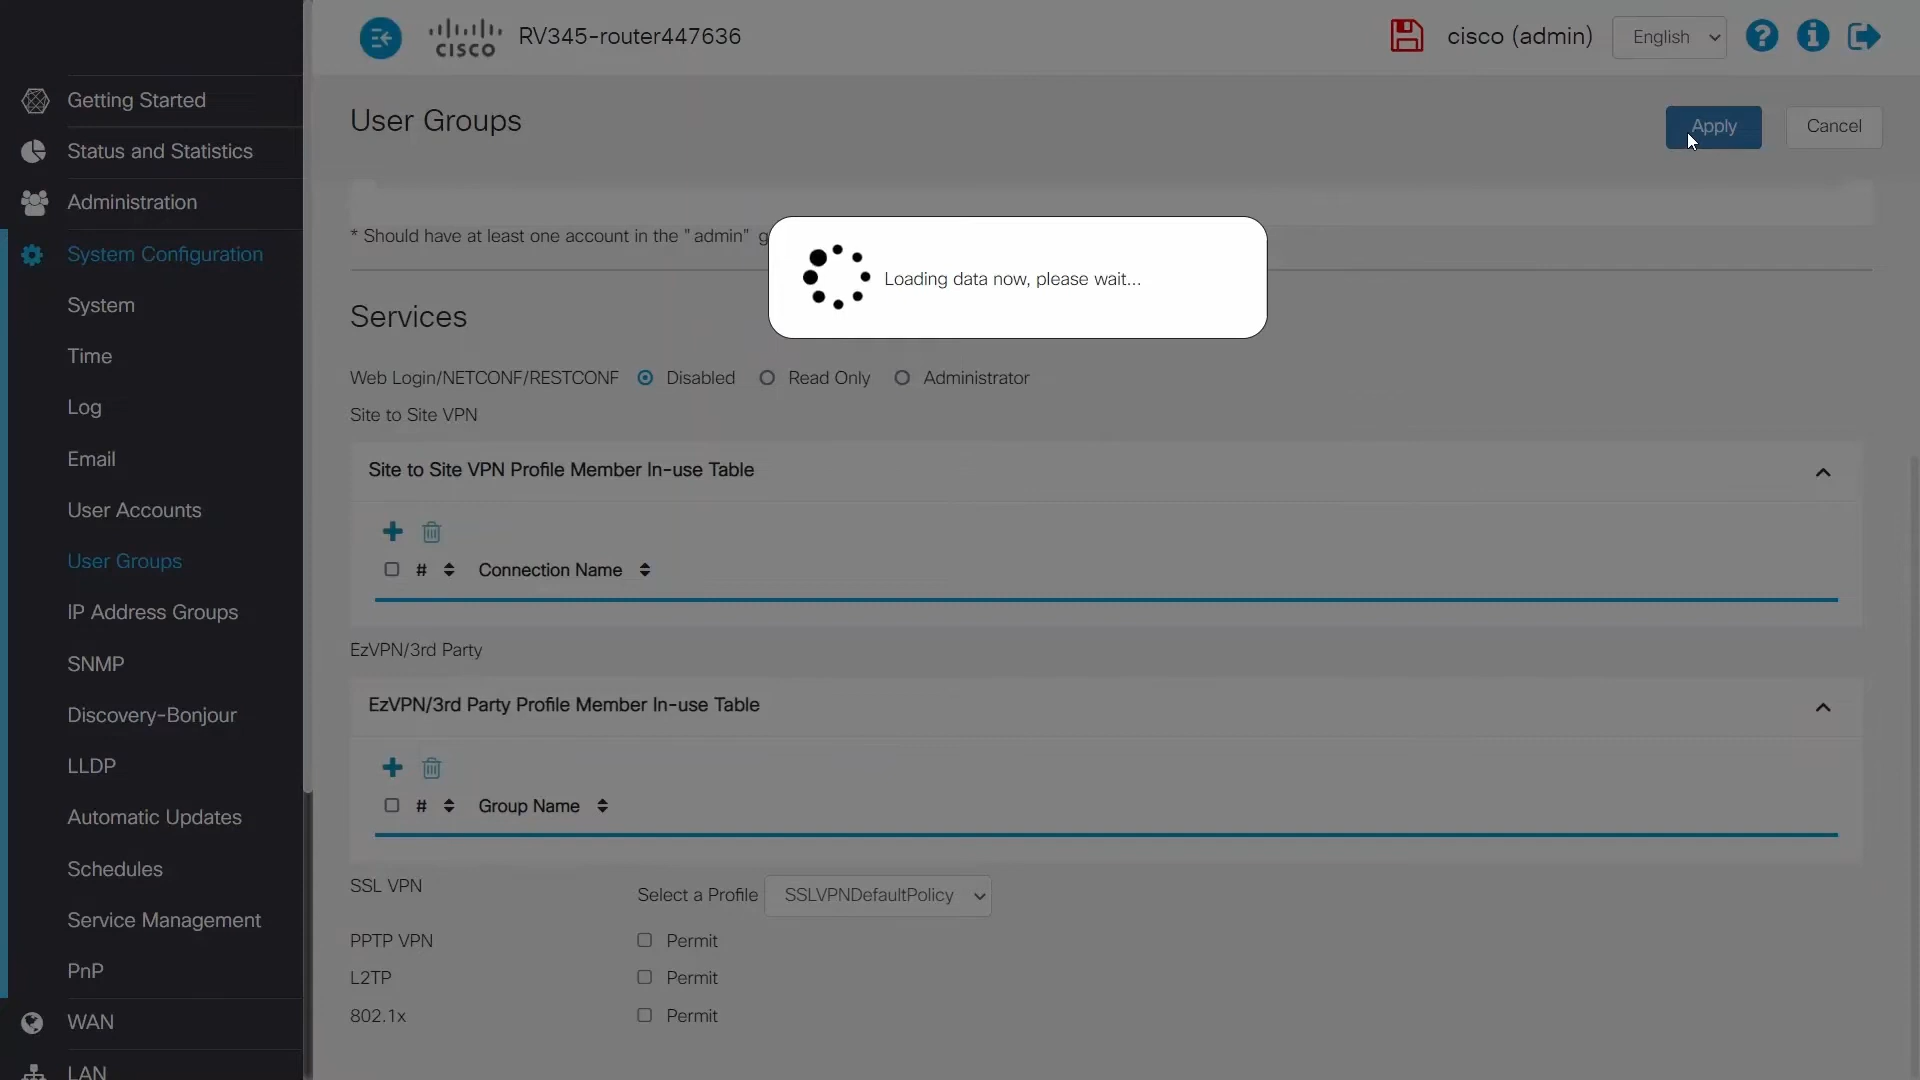 CISCO
RV345-router447636
cisco (admin)
English
Getting Started
Status and Statistics
Administration
System Configuration
System
Time
Log
Email
User Accounts
User Groups
IP Address Groups
SNMP
Discovery-Bonjour
LLDP
Automatic Updates
Schedules
Service Management
PnP
WAN
LAN
User Groups
Apply
Cancel
* Should have at least one account in the "admin" g
Loading data now, please wait...
Services
Web Login/NETCONF/RESTCONF Disabled Read Only Administrator
Site to Site VPN
Site to Site VPN Profile Member In-use Table
# Connection Name
EzVPN/3rd Party
EzVPN/3rd Party Profile Member In-use Table
# Group Name
SSL VPN Select a Profile SSLVPNDefaultPolicy
PPTP VPN Permit
L2TP Permit
802.1x Permit